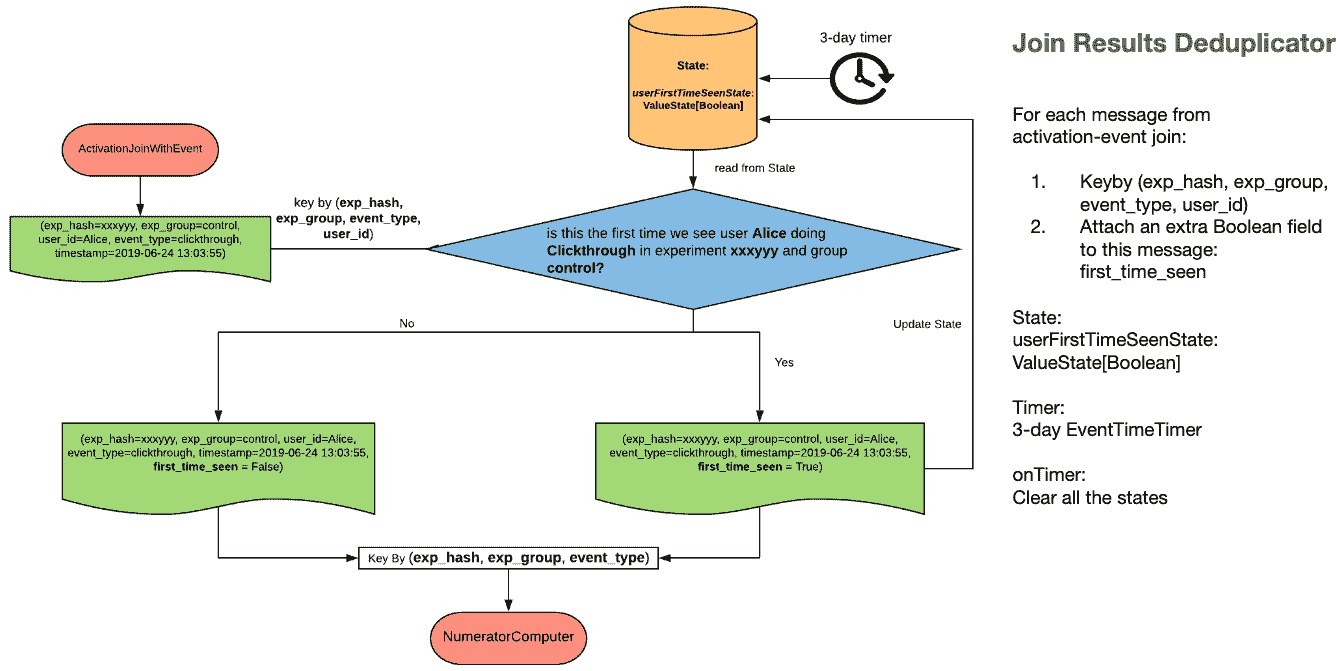 3-day timer
State:
userFirstTimeSeenState:
ValueState[Boolean]
read from State
ActivationJoinWithEvent
(exp_hash=xxxyyy, exp_group=control,
user_id=Alice, event_type=clickthrough,
timestamp=2019-06-24 13:03:55)
key by (exp_hash,
exp_group, event_type,
user_id)
is this the first time we see user Alice doing
Clickthrough in experiment xxxyyy and group
control?
Update State
No
Yes
(exp_hash=xxxyyy, exp_group=control, user_id=Alice,
event_type=clickthrough, timestamp=2019-06-24 13:03:55,
first_time_seen = False)
(exp_hash=xxxyyy, exp_group=control, user_id=Alice,
event_type=clickthrough, timestamp=2019-06-24 13:03:55,
first_time_seen = True)
Key By (exp_hash, exp_group, event_type)
NumeratorComputer
Join Results Deduplicator
For each message from
activation-event join:
1. Keyby (exp_hash, exp_group,
event_type, user_id)
2. Attach an extra Boolean field
to this message:
first_time_seen
State:
userFirstTimeSeenState:
ValueState[Boolean]
Timer:
3-day EventTimeTimer
onTimer:
Clear all the states